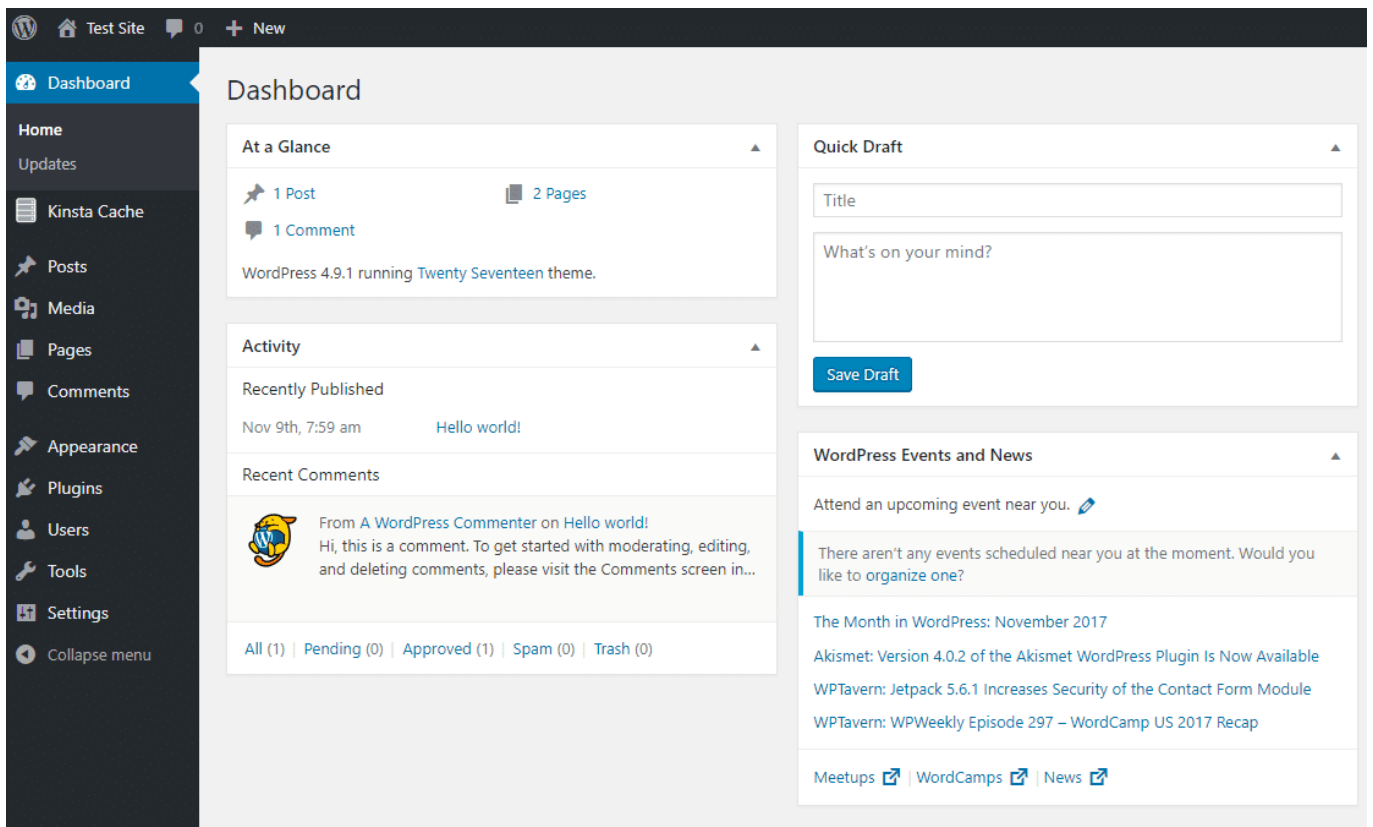 Test Site 0 New
Dashboard
Home
Updates
Kinsta Cache
Posts
Media
Pages
Comments
Appearance
Plugins
Users
Tools
Settings
Collapse menu
Dashboard
At a Glance
1 Post
2 Pages
1 Comment
WordPress 4.9.1 running Twenty Seventeen theme.
Activity
Recently Published
Nov 9th, 7:59 am Hello world!
Recent Comments
From A WordPress Commenter on Hello world!
Hi, this is a comment. To get started with moderating, editing,
and deleting comments, please visit the Comments screen in...
All (1) | Pending (0) | Approved (1) | Spam (0) | Trash (0)
Quick Draft
Title
What's on your mind?
Save Draft
WordPress Events and News
Attend an upcoming event near you.
There aren't any events scheduled near you at the moment. Would you
like to organize one?
The Month in WordPress: November 2017
Akismet: Version 4.0.2 of the Akismet WordPress Plugin Is Now Available
WPTavern: Jetpack 5.6.1 Increases Security of the Contact Form Module
WPTavern: WPWeekly Episode 297 – WordCamp US 2017 Recap
Meetups | WordCamps | News